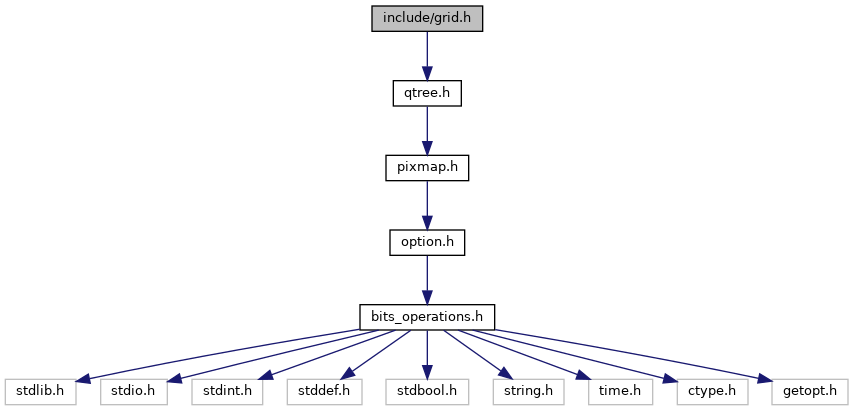 include/grid.h
qtree.h
pixmap.h
option.h
bits_operations.h
stdlib.h
stdio.h
stdint.h
stddef.h
stdbool.h
string.h
time.h
ctype.h
getopt.h